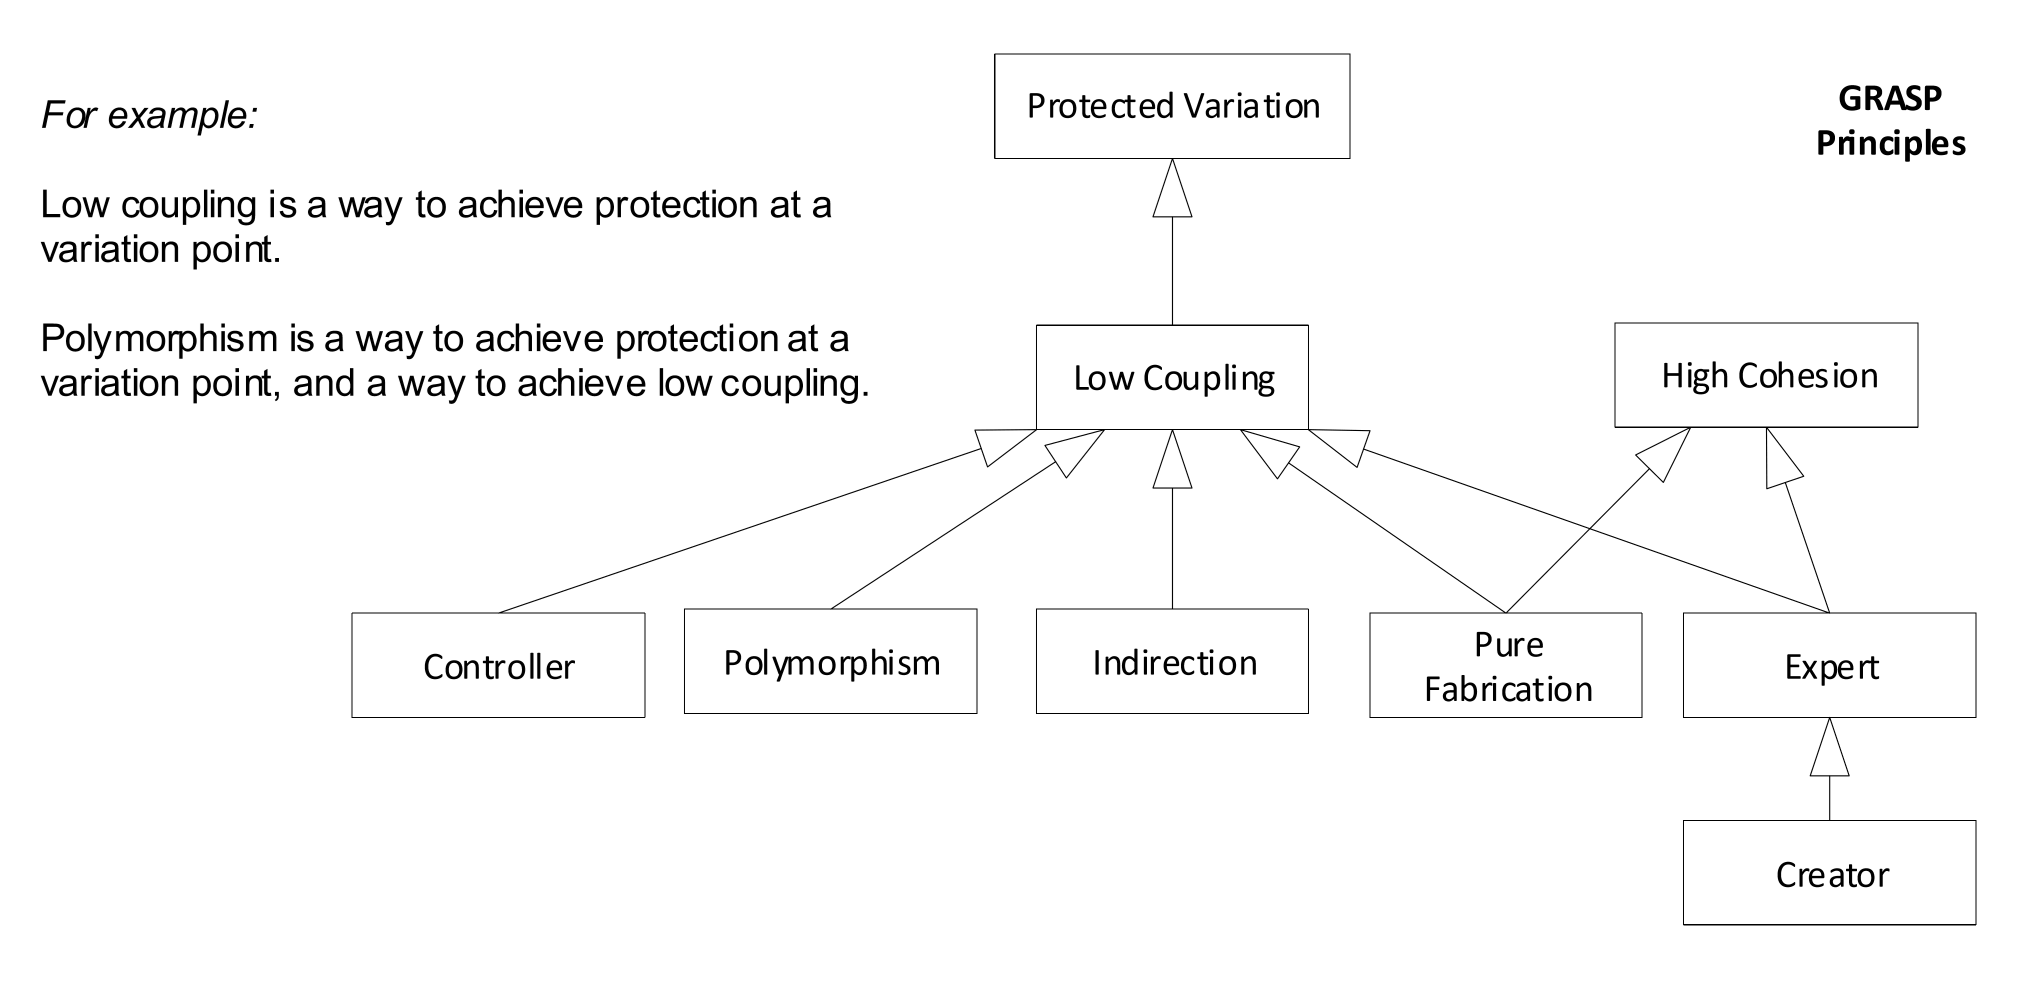 For example:
Low coupling is a way to achieve protection at a
variation point.
Polymorphism is a way to achieve protection at a
variation point, and a way to achieve low coupling.
Protected Variation
GRASP
Principles
Low Coupling
High Cohesion
Controller
Polymorphism
Indirection
Pure
Fabrication
Expert
Creator